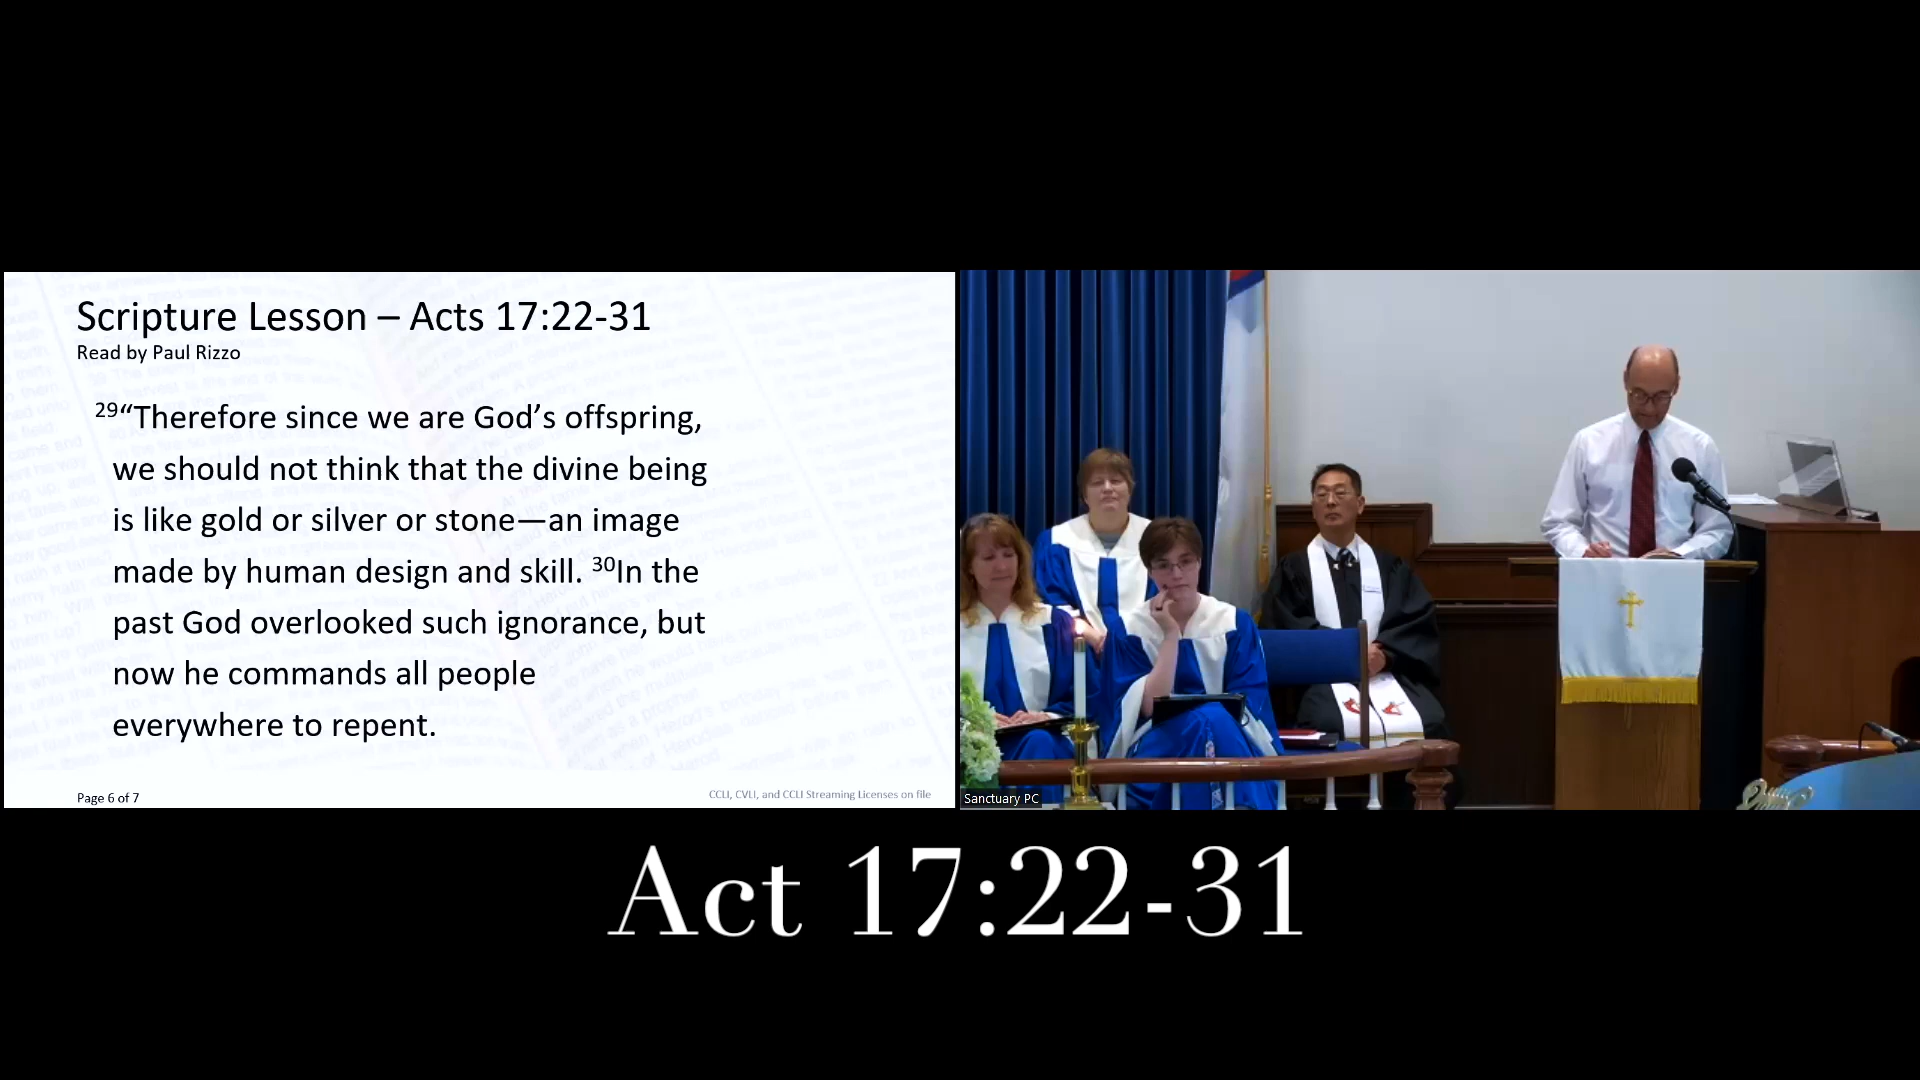 Scripture Lesson – Acts 17:22-31
Read by Paul Rizzo
29“Therefore since we are God’s offspring,
we should not think that the divine being
is like gold or silver or stone—an image
made by human design and skill. 30In the
past God overlooked such ignorance, but
now he commands all people
everywhere to repent.
Page 6 of 7
CCLI, CVLI, and CCLI Streaming Licenses on file
Sanctuary PC
Act 17:22-31